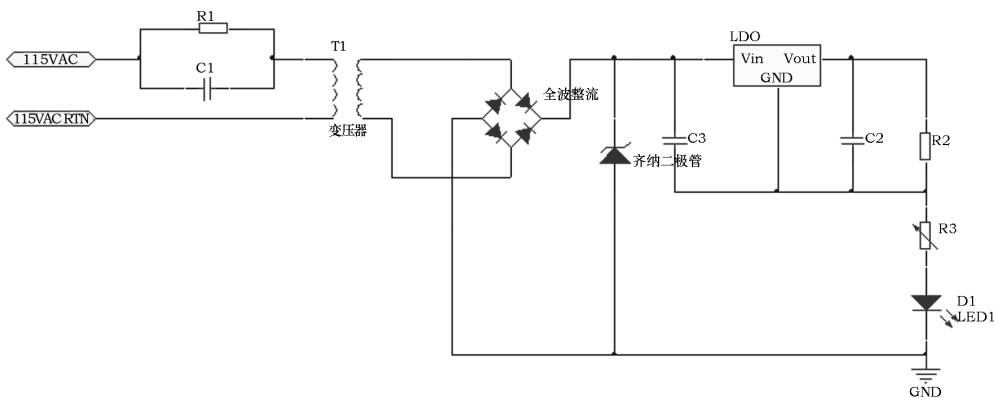 R1
115VAC
C1
115VAC RTN
T1
变压器
全波整流
齐纳二极管
C3
LDO
Vin
Vout
GND
C2
R2
R3
D1
LED1
GND